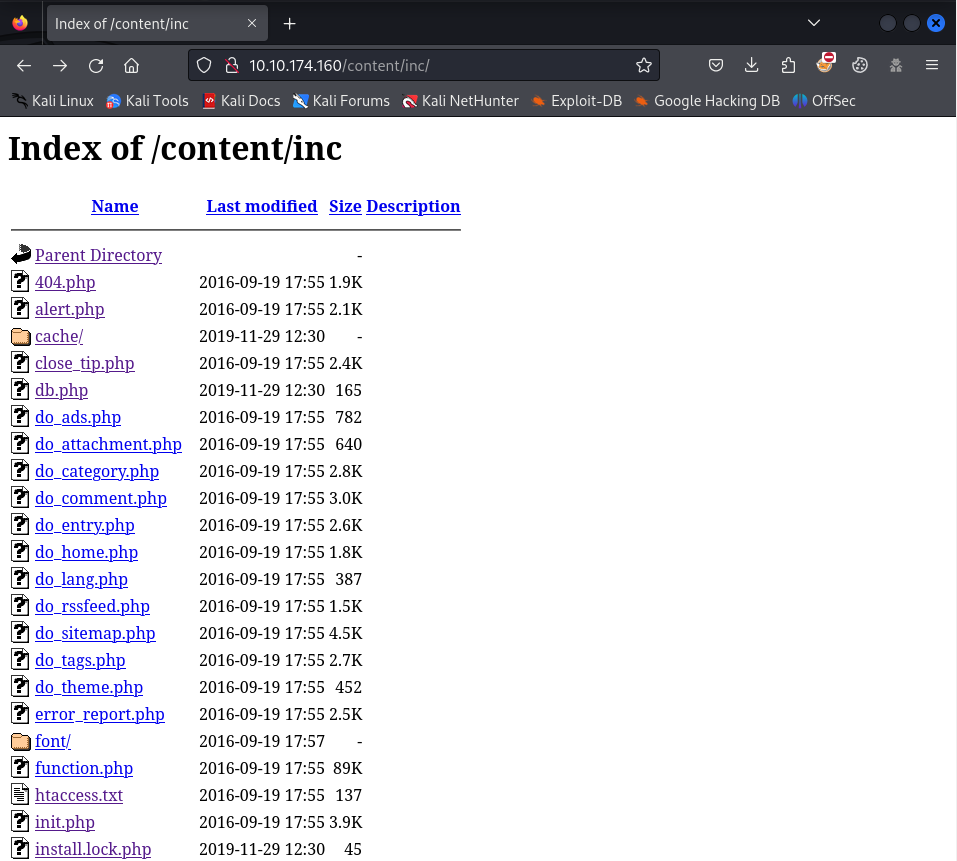 Index of /content/inc
10.10.174.160/content/inc/
Kali Linux Kali Tools Kali Docs Kali Forums Kali NetHunter Exploit-DB Google Hacking DB OffSec
Index of /content/inc
Name Last modified Size Description
Parent Directory -
404.php 2016-09-19 17:55 1.9K
alert.php 2016-09-19 17:55 2.1K
cache/ 2019-11-29 12:30 -
close_tip.php 2016-09-19 17:55 2.4K
db.php 2019-11-29 12:30 165
do_ads.php 2016-09-19 17:55 782
do_attachment.php 2016-09-19 17:55 640
do_category.php 2016-09-19 17:55 2.8K
do_comment.php 2016-09-19 17:55 3.0K
do_entry.php 2016-09-19 17:55 2.6K
do_home.php 2016-09-19 17:55 1.8K
do_lang.php 2016-09-19 17:55 387
do_rssfeed.php 2016-09-19 17:55 1.5K
do_sitemap.php 2016-09-19 17:55 4.5K
do_tags.php 2016-09-19 17:55 2.7K
do_theme.php 2016-09-19 17:55 452
error_report.php 2016-09-19 17:55 2.5K
font/ 2016-09-19 17:57 -
function.php 2016-09-19 17:55 89K
htaccess.txt 2016-09-19 17:55 137
init.php 2016-09-19 17:55 3.9K
install.lock.php 2019-11-29 12:30 45